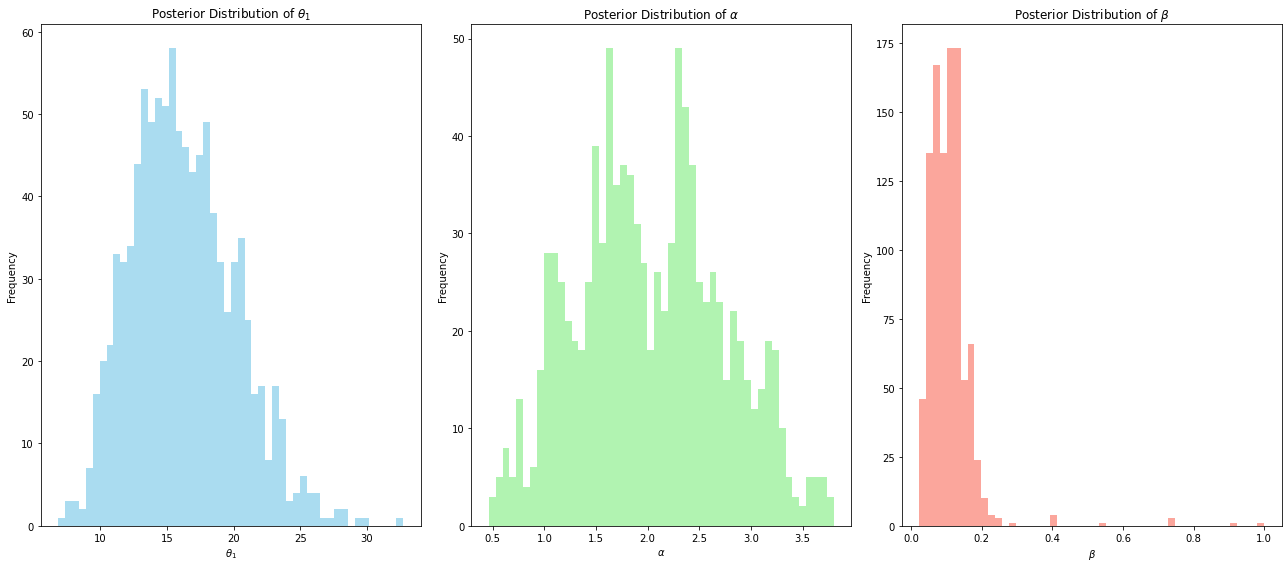 Posterior Distribution of θ₁
60
50
40
30
20
10
0
Frequency
10 15 20 25 30
θ₁
Posterior Distribution of α
50
40
30
20
10
0
Frequency
0.5 1.0 1.5 2.0 2.5 3.0 3.5
α
Posterior Distribution of β
175
150
125
100
75
50
25
0
Frequency
0.0 0.2 0.4 0.6 0.8 1.0
β